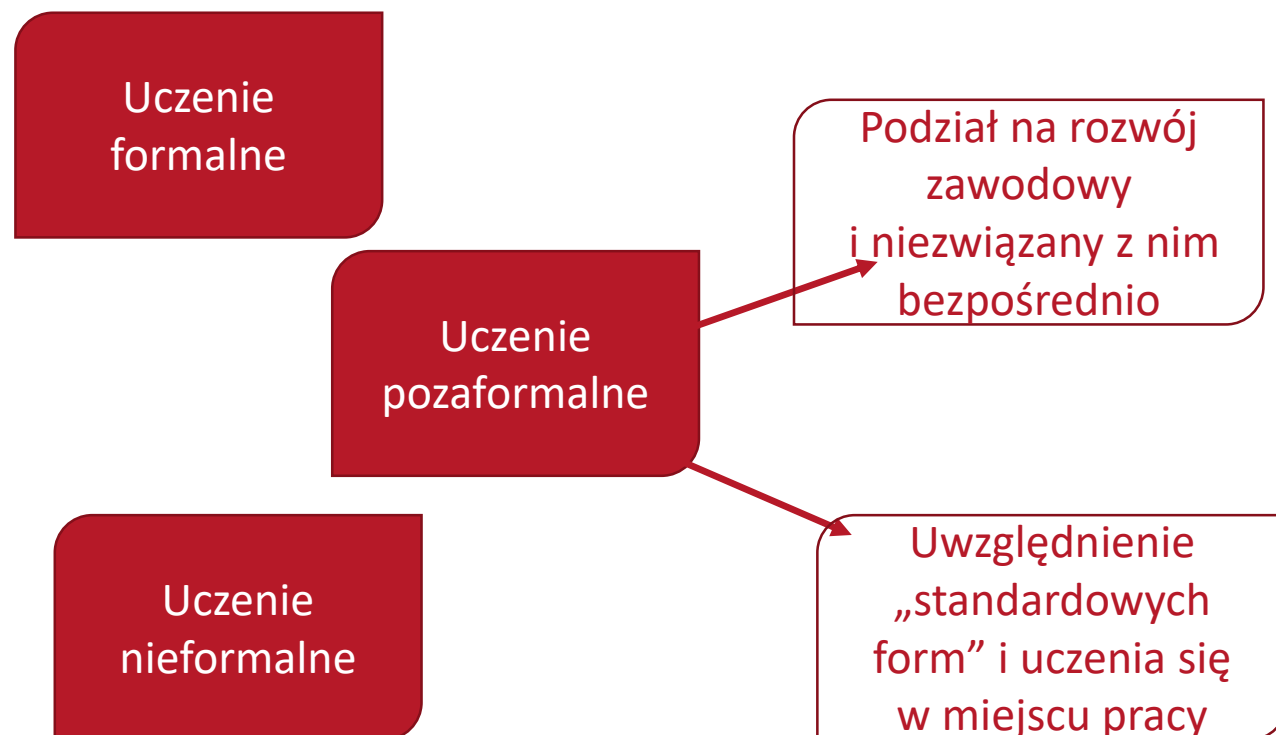 Uczenie
formalne
Podział na rozwój
zawodowy
i niezwiązany z nim
bezpośrednio
Uczenie
pozaformalne
Uczenie
nieformalne
Uwzględnienie
„standardowych
form” i uczenia się
w miejscu pracy